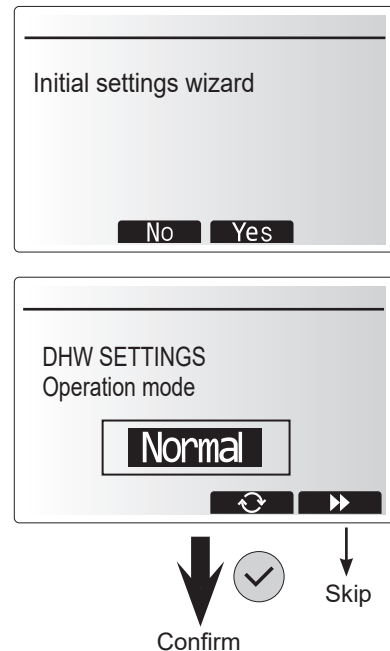 Initial settings wizard
No Yes
DHW SETTINGS
Operation mode
Normal
Skip
Confirm